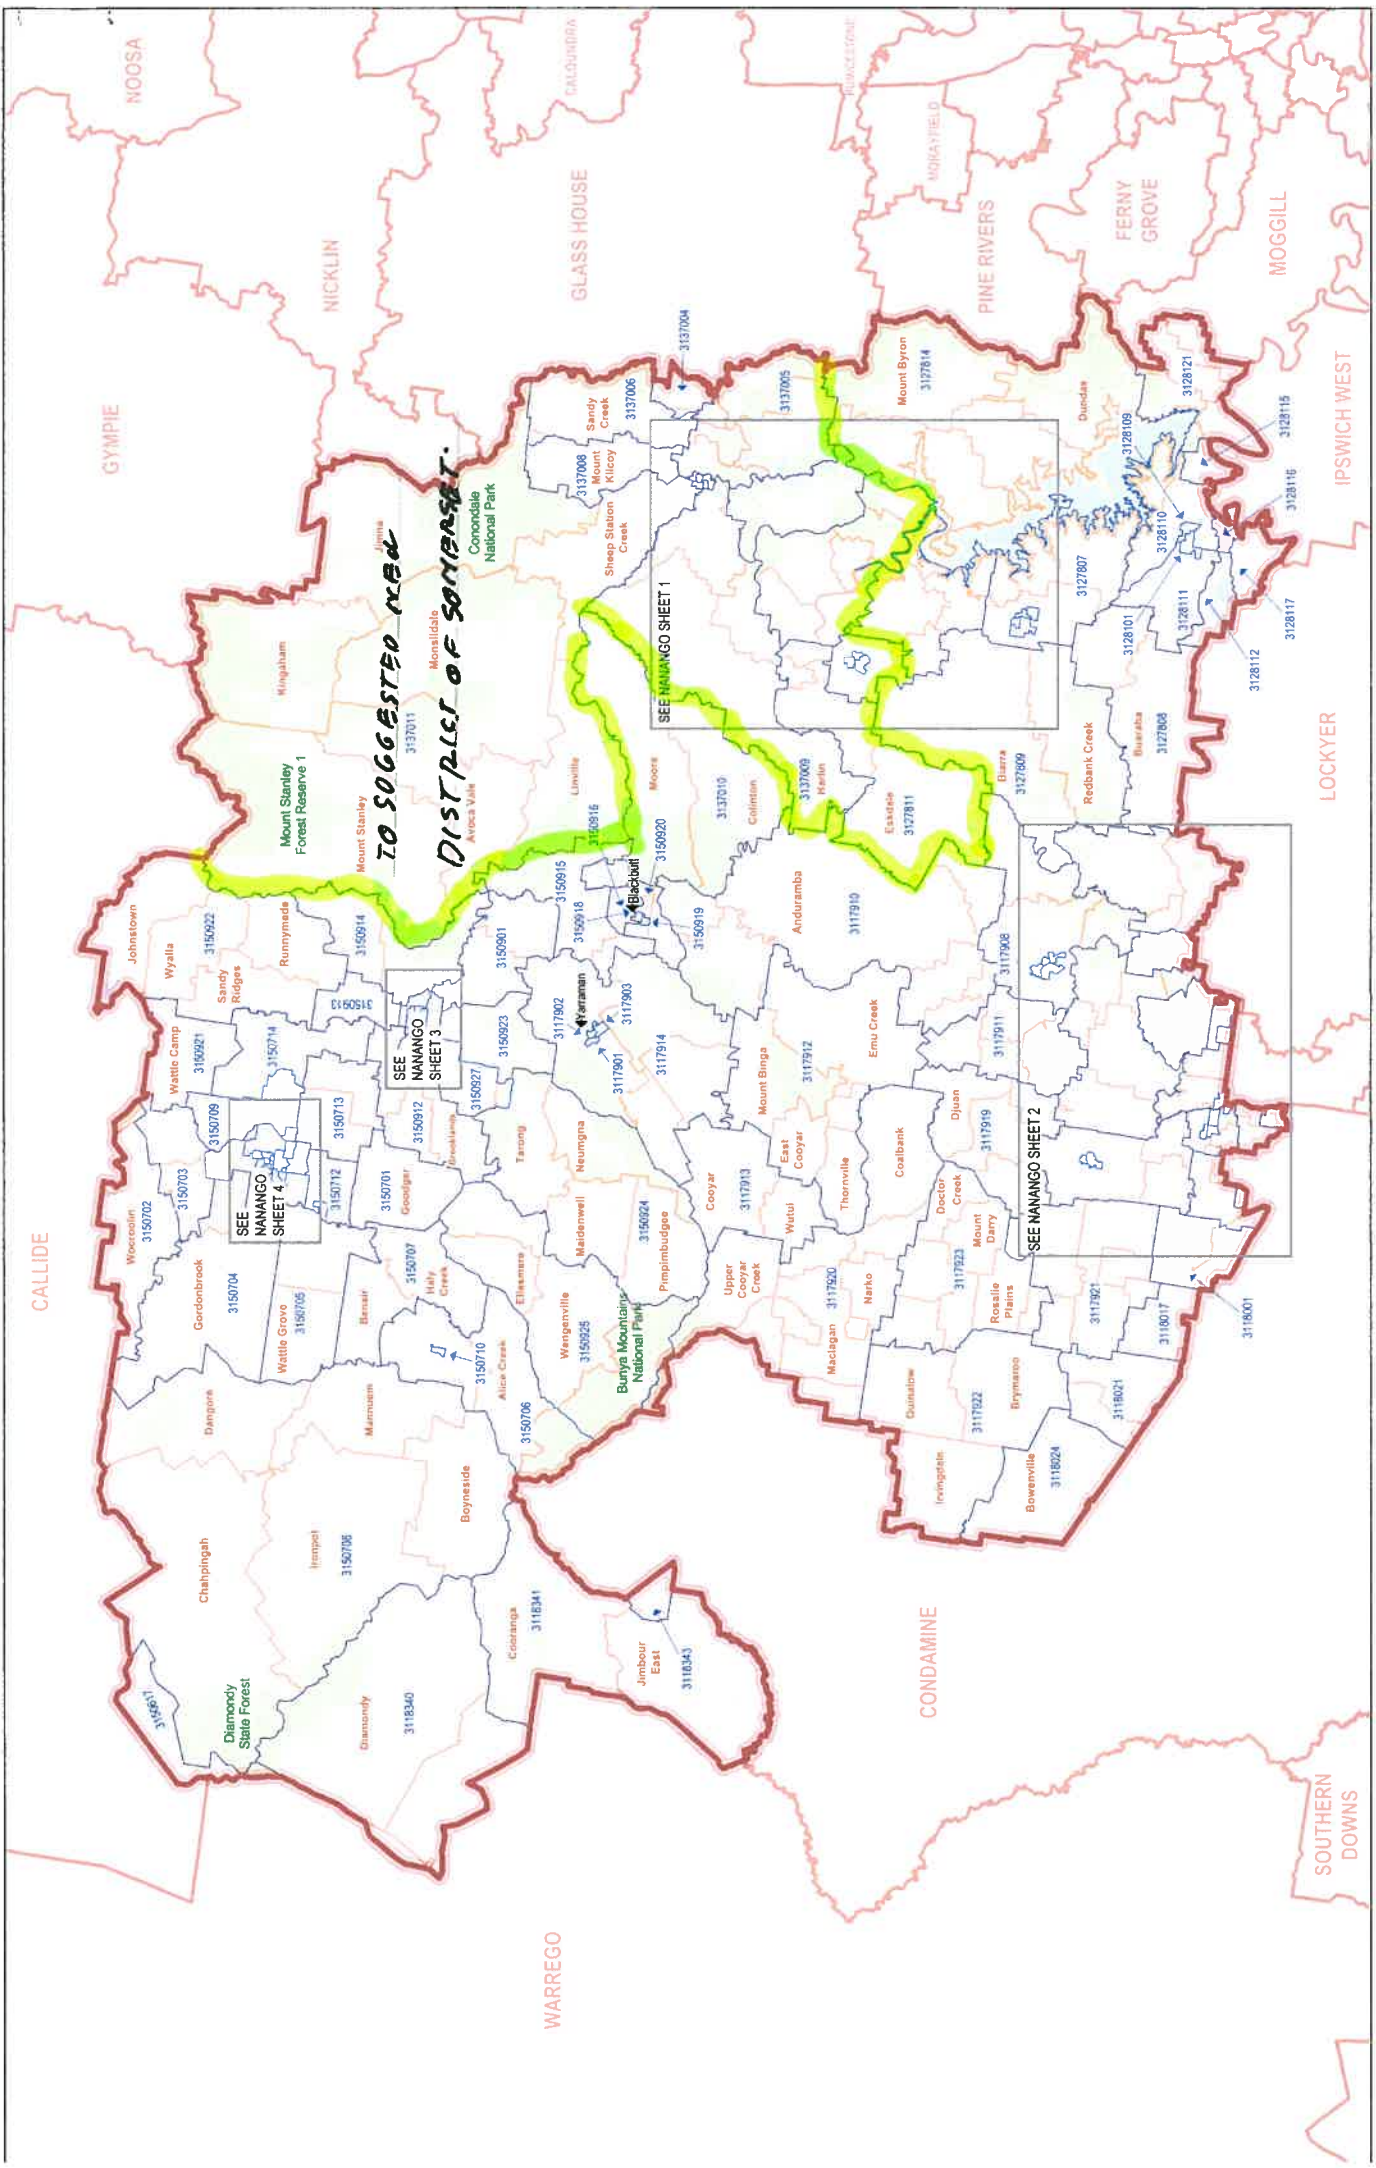 NOOSA
CALOUNDRA
MORAYFIELD
GYMPIE
NICKLIN
GLASS HOUSE
PINE RIVERS
FERNY
GROVE
MOGGILL
IPSWICH WEST
LOCKYER
CALLIDE
WARREGO
CONDAMINE
SOUTHERN
DOWNS
TO SOGGESTED NEW
DISTRICT OF SOMERSET.
Kingaham
Jimna
Conondale
National Park
Monsildale
3137011
Mount Stanley
Forest Reserve 1
Mount Stanley
Avoca Vale
Linville
Sheep Station
Creek
3137008
Mount
Kilcoy
Sandy
Creek
3137006
3137004
3137005
Mount Byron
3127814
Dundas
3128109
3128121
3128115
3128116
3128110
3128101
3128111
3128117
3128112
3127807
SEE NANANGO SHEET 1
Moore
3137010
Colinton
3137009
Harlin
Eskdale
3127811
Biarra
3127809
Redbank Creek
Buaraba
3127808
Johnstown
Wyalla
3150922
Sandy
Ridges
Runnymede
3150914
3150913
3150901
3150915
3150916
3150918
3150920
Blackbutt
3150919
Anduramba
3117910
3117908
Wattle Camp
3150921
3150714
SEE
NANANGO
SHEET 3
3150923
3117902
Yarraman
3117903
3117901
3117914
Mount Binga
3117912
Emu Creek
3117911
3150709
3150713
3150912
Brooklands
3150927
Tarong
Neumgna
Wooroolin
3150702
3150703
SEE
NANANGO
SHEET 4
3150712
3150701
Goodger
Maidenwell
3150924
Pimpimbudgee
Cooyar
3117913
East
Cooyar
Wutul
Thornville
Coalbank
Djuan
3117919
Doctor
Creek
Mount
Darry
3117923
Rosalie
Plains
SEE NANANGO SHEET 2
Gordonbrook
3150704
Wattle Grove
3150705
Benair
3150707
Haly
Creek
3150710
Alice Creek
Ellesmere
Wengenville
3150925
Bunya Mountains
National Park
Upper
Cooyar
Creek
3117920
Narko
Maclagan
3117921
3118017
3118001
3118021
Quinalow
3117922
Brymaroo
Irvingdale
Bowenville
3118024
Dangore
Mannuem
3150706
Boyneside
Chahpingah
Ironpot
3150706
Cooranga
3118341
Jimbour
East
3118343
Diamondy
State Forest
Diamondy
3118340